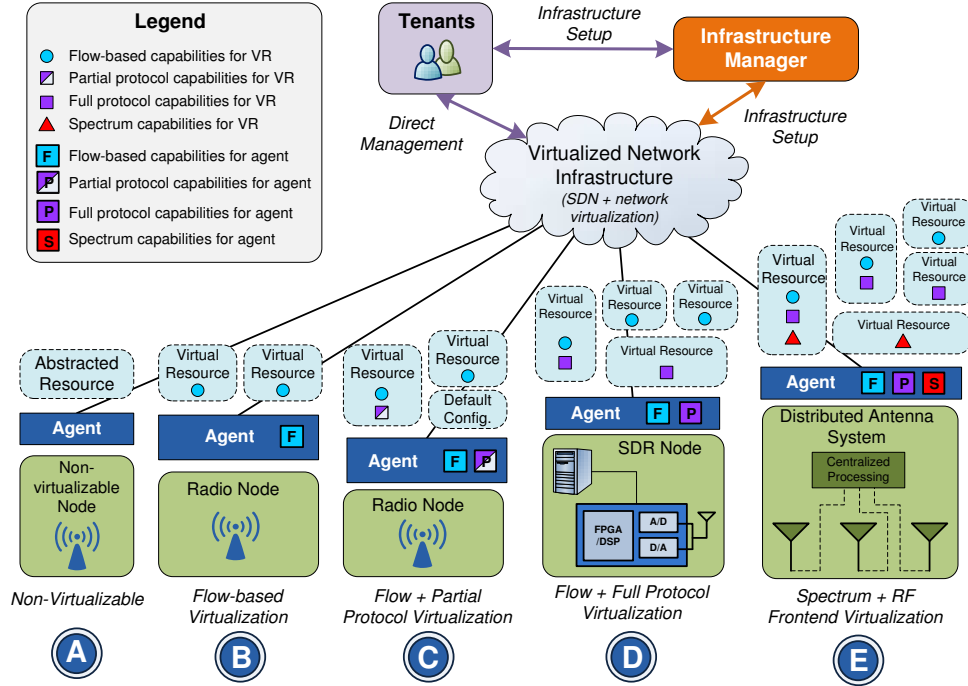 Legend
Flow-based capabilities for VR
Partial protocol capabilities for VR
Full protocol capabilities for VR
Spectrum capabilities for VR
F Flow-based capabilities for agent
P Partial protocol capabilities for agent
P Full protocol capabilities for agent
S Spectrum capabilities for agent
Tenants
Infrastructure
Setup
Infrastructure
Manager
Direct
Management
Infrastructure
Setup
Virtualized Network
Infrastructure
(SDN + network
virtualization)
Abstracted
Resource
Agent
Non-
virtualizable
Node
Non-Virtualizable
A
Virtual
Resource
Virtual
Resource
Agent
F
Radio Node
Flow-based
Virtualization
B
Virtual
Resource
Virtual
Resource
Default
Config.
Agent
F
P
Radio Node
Flow + Partial
Protocol Virtualization
C
Virtual
Resource
Virtual
Resource
Virtual
Resource
Virtual Resource
Agent
F
P
SDR Node
FPGA
/DSP
A/D
D/A
Flow + Full Protocol
Virtualization
D
Virtual
Resource
Virtual
Resource
Virtual
Resource
Virtual
Resource
Virtual Resource
Agent
F
P
S
Distributed Antenna
System
Centralized
Processing
Spectrum + RF
Frontend Virtualization
E